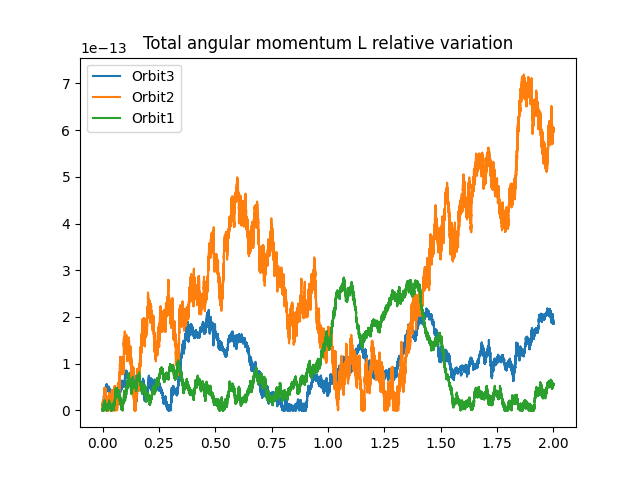 Total angular momentum L relative variation
1e−13
7
6
5
4
3
2
1
0
Orbit3
Orbit2
Orbit1
0.00 0.25 0.50 0.75 1.00 1.25 1.50 1.75 2.00